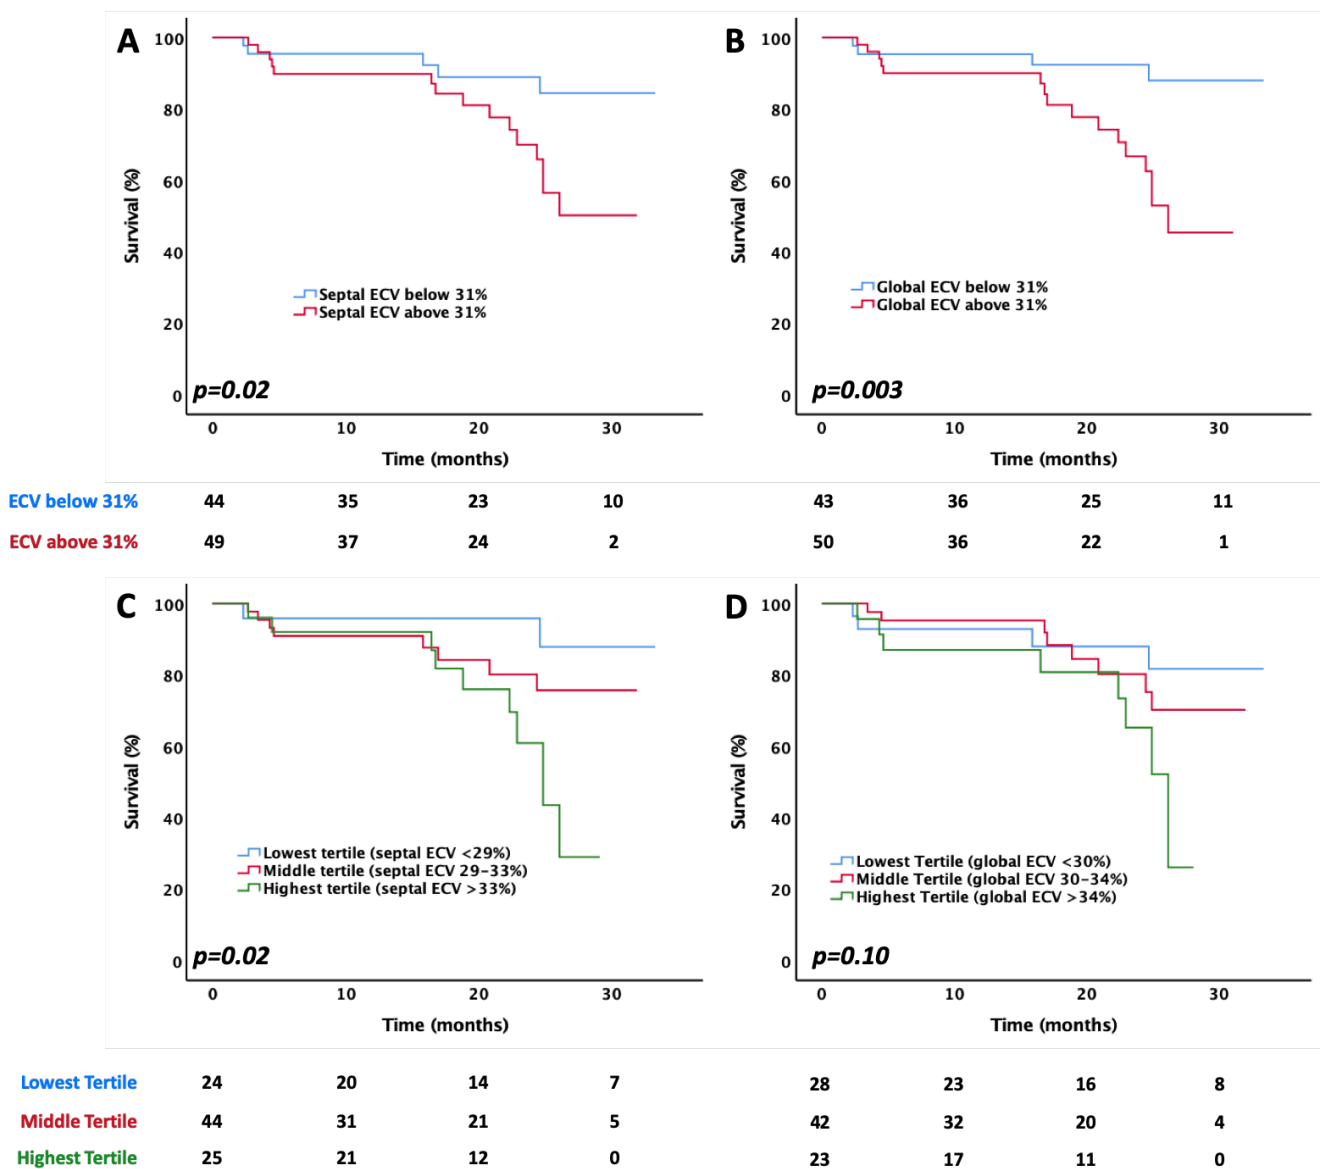 A
100
80
60
40
20
0
Survival (%)
Septal ECV below 31%
Septal ECV above 31%
p=0.02
0 10 20 30
Time (months)
B
100
80
60
40
20
0
Survival (%)
Global ECV below 31%
Global ECV above 31%
p=0.003
0 10 20 30
Time (months)
ECV below 31% 44 35 23 10 43 36 25 11
ECV above 31% 49 37 24 2 50 36 22 1
C
100
80
60
40
20
0
Survival (%)
Lowest tertile (septal ECV <29%)
Middle tertile (septal ECV 29-33%)
Highest tertile (septal ECV >33%)
p=0.02
0 10 20 30
Time (months)
D
100
80
60
40
20
0
Survival (%)
Lowest Tertile (global ECV <30%)
Middle Tertile (global ECV 30-34%)
Highest Tertile (global ECV >34%)
p=0.10
0 10 20 30
Time (months)
Lowest Tertile 24 20 14 7 28 23 16 8
Middle Tertile 44 31 21 5 42 32 20 4
Highest Tertile 25 21 12 0 23 17 11 0